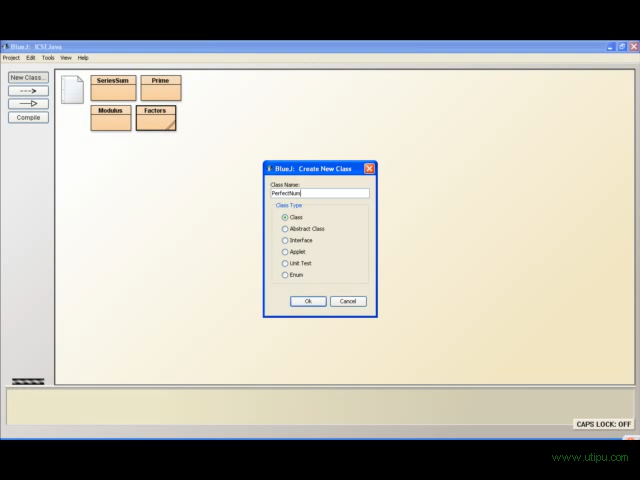 BlueJ: ICSEJava
Project Edit Tools View Help
New Class...
SeriesSum Prime
Modulus Factors
Compile
BlueJ: Create New Class
Class Name:
PerfectNum
Class Type
Class
Abstract Class
Interface
Applet
Unit Test
Enum
Ok Cancel
CAPS LOCK: OFF
www.utipu.com